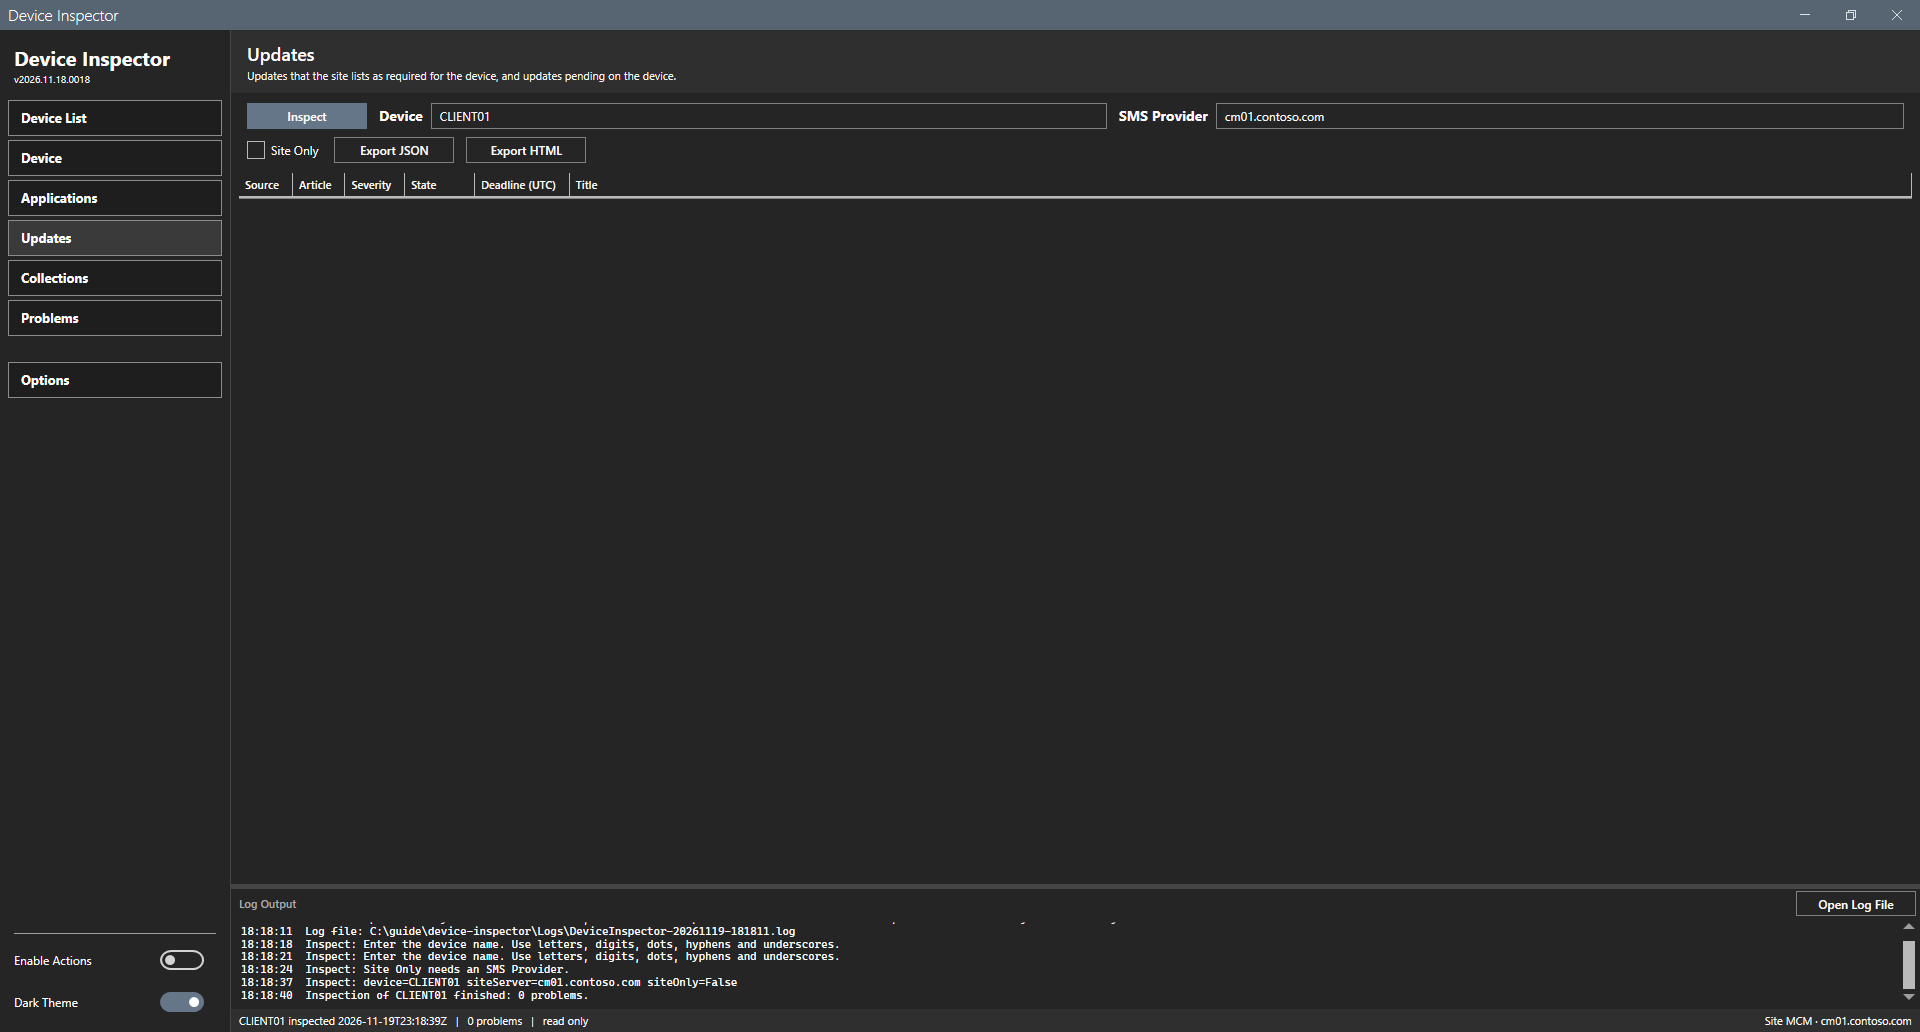 Device Inspector
Device Inspector
v2026.11.18.0018
Device List
Device
Applications
Updates
Collections
Problems
Options
Enable Actions
Dark Theme
Updates
Updates that the site lists as required for the device, and updates pending on the device.
Inspect Device CLIENT01 SMS Provider cm01.contoso.com
Site Only Export JSON Export HTML
Source Article Severity State Deadline (UTC) Title
Log Output Open Log File
18:18:11 Log file: C:\guide\device-inspector\Logs\DeviceInspector-20261119-181811.log
18:18:18 Inspect: Enter the device name. Use letters, digits, dots, hyphens and underscores.
18:18:21 Inspect: Enter the device name. Use letters, digits, dots, hyphens and underscores.
18:18:24 Inspect: Site Only needs an SMS Provider.
18:18:37 Inspect: device=CLIENT01 siteServer=cm01.contoso.com siteOnly=False
18:18:40 Inspection of CLIENT01 finished: 0 problems.
CLIENT01 inspected 2026-11-19T23:18:39Z | 0 problems | read only Site MCM · cm01.contoso.com